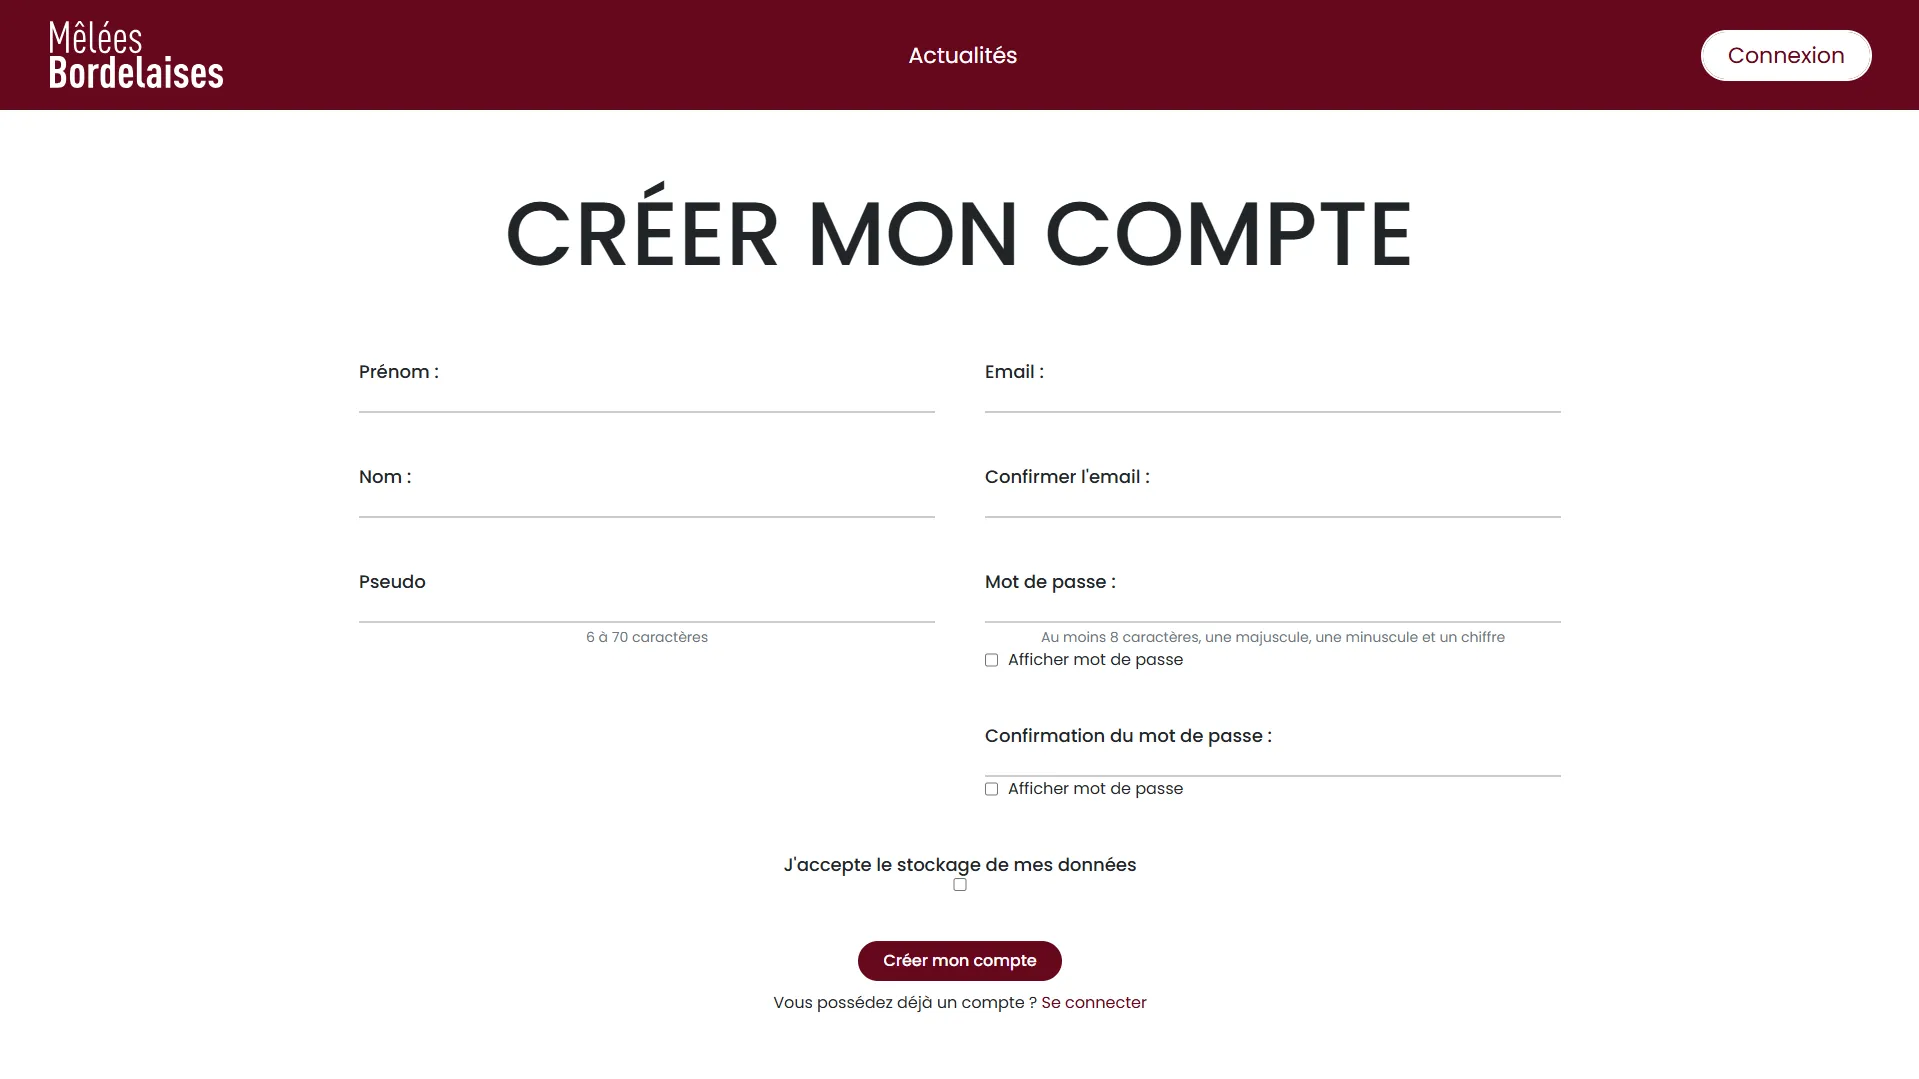 Mêlées
Bordelaises
Actualités
Connexion
CRÉER MON COMPTE
Prénom :
Nom :
Pseudo
6 à 70 caractères
Email :
Confirmer l'email :
Mot de passe :
Au moins 8 caractères, une majuscule, une minuscule et un chiffre
Afficher mot de passe
Confirmation du mot de passe :
Afficher mot de passe
J'accepte le stockage de mes données
Créer mon compte
Vous possédez déjà un compte ? Se connecter